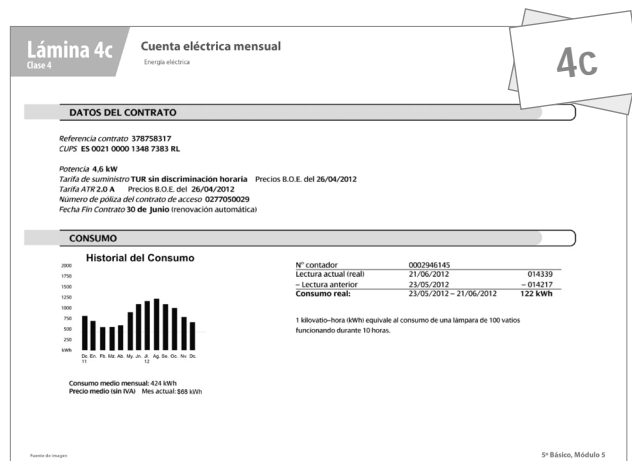 Lámina 4c
Clase 4
Cuenta eléctrica mensual
Energía eléctrica
4c
DATOS DEL CONTRATO
Referencia contrato 378758317
CUPS ES 0021 0000 1348 7383 RL
Potencia 4,6 kW
Tarifa de suministro TUR sin discriminación horaria Precios B.O.E. del 26/04/2012
Tarifa ATR 2.0 A Precios B.O.E. del 26/04/2012
Número de póliza del contrato de acceso 0277050029
Fecha Fin Contrato 30 de Junio (renovación automática)
CONSUMO
Historial del Consumo
2000
1750
1500
1250
1000
750
500
250
kWh
Dc. En. Fb. Mz. Ab. My. Jn. Jl. Ag. Se. Oc. Nv. Dc.
11 12
Consumo medio mensual: 424 kWh
Precio medio (sin IVA) Mes actual: $68 kWh
Nº contador 0002946145
Lectura actual (real) 21/06/2012 014339
– Lectura anterior 23/05/2012 – 014217
Consumo real: 23/05/2012 – 21/06/2012 122 kWh
1 kilovatio–hora (kWh) equivale al consumo de una lámpara de 100 vatios
funcionando durante 10 horas.
Fuente de imagen
5º Básico, Módulo 5